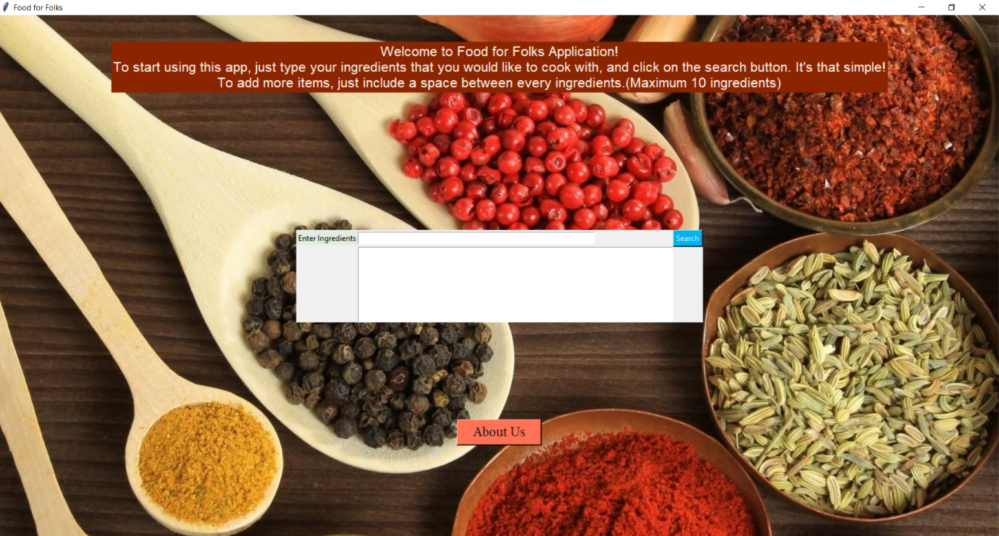 Food for Folks
Welcome to Food for Folks Application!
To start using this app, just type your ingredients that you would like to cook with, and click on the search button. It's that simple!
To add more items, just include a space between every ingredients.(Maximum 10 ingredients)
Enter Ingredients
Search
About Us